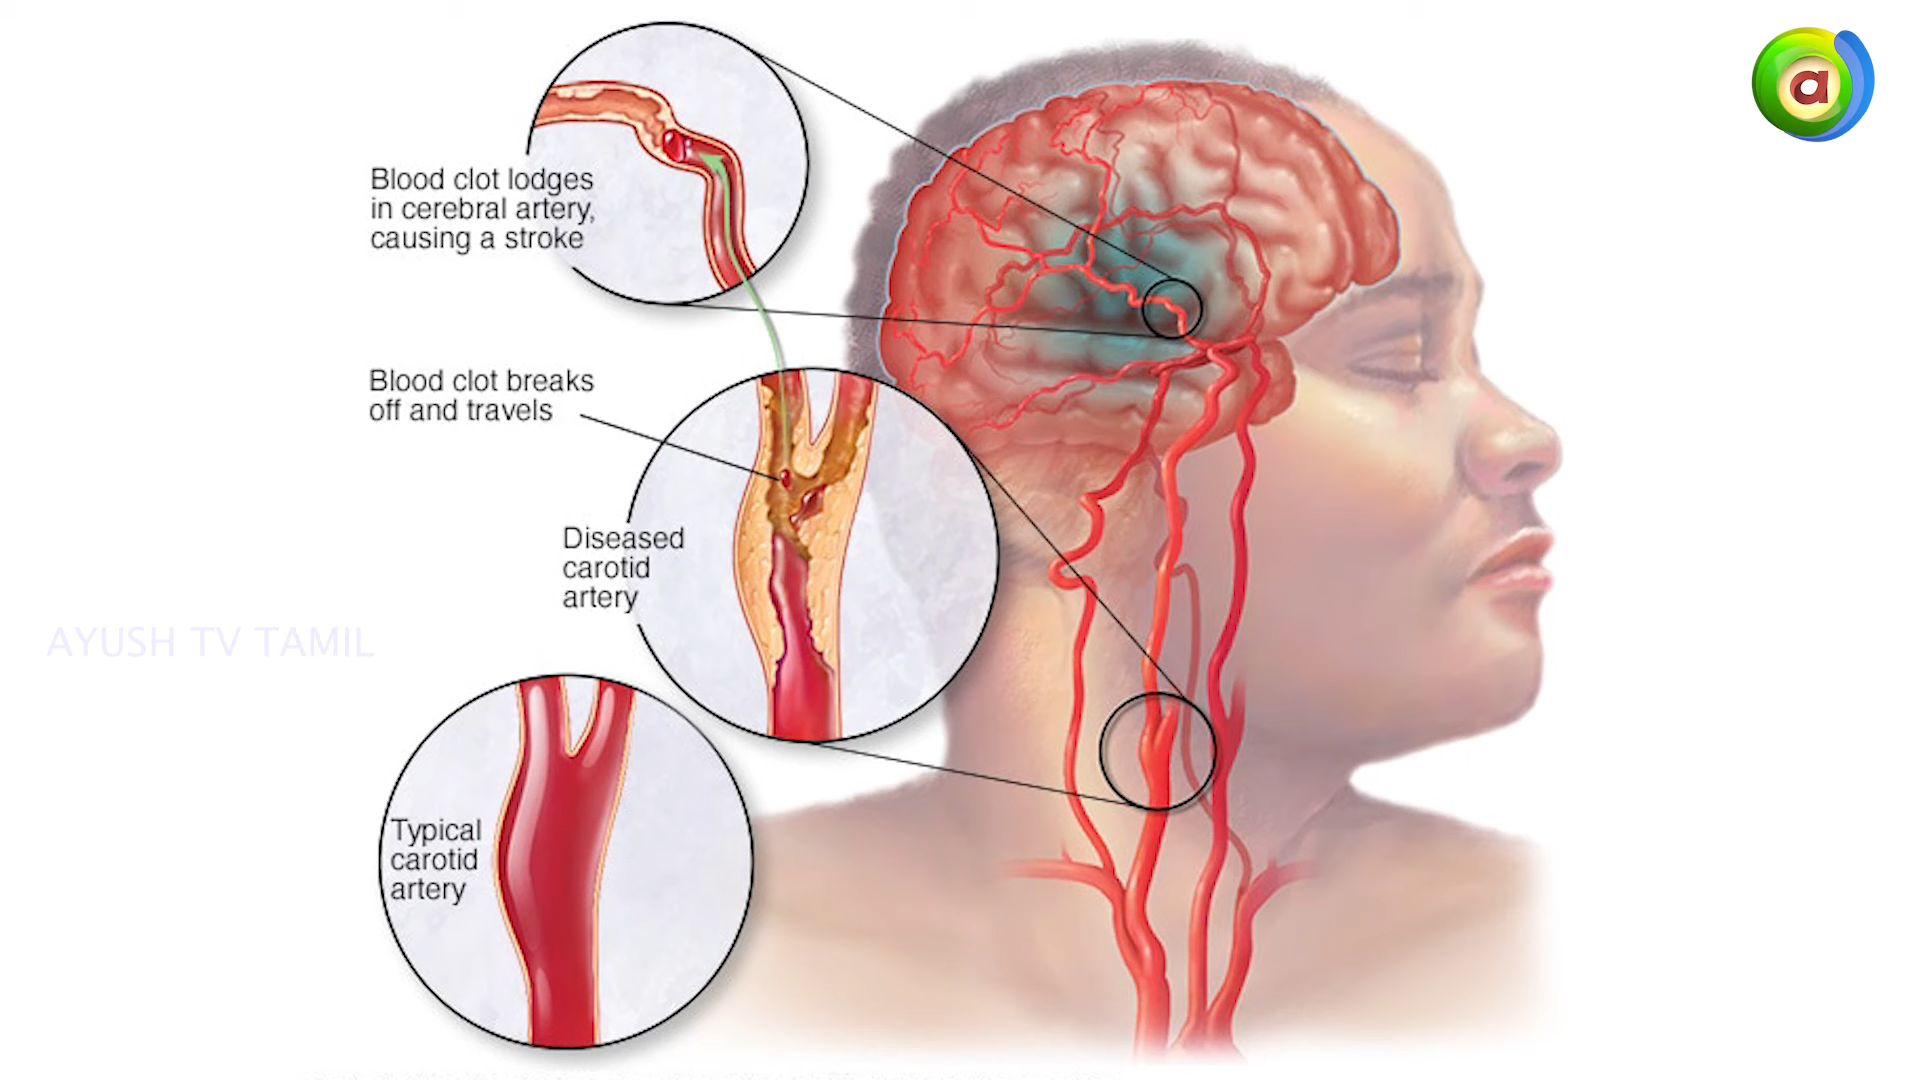 Blood clot lodges
in cerebral artery,
causing a stroke
Blood clot breaks
off and travels
Diseased
carotid
artery
AYUSH TV TAMIL
Typical
carotid
artery
a